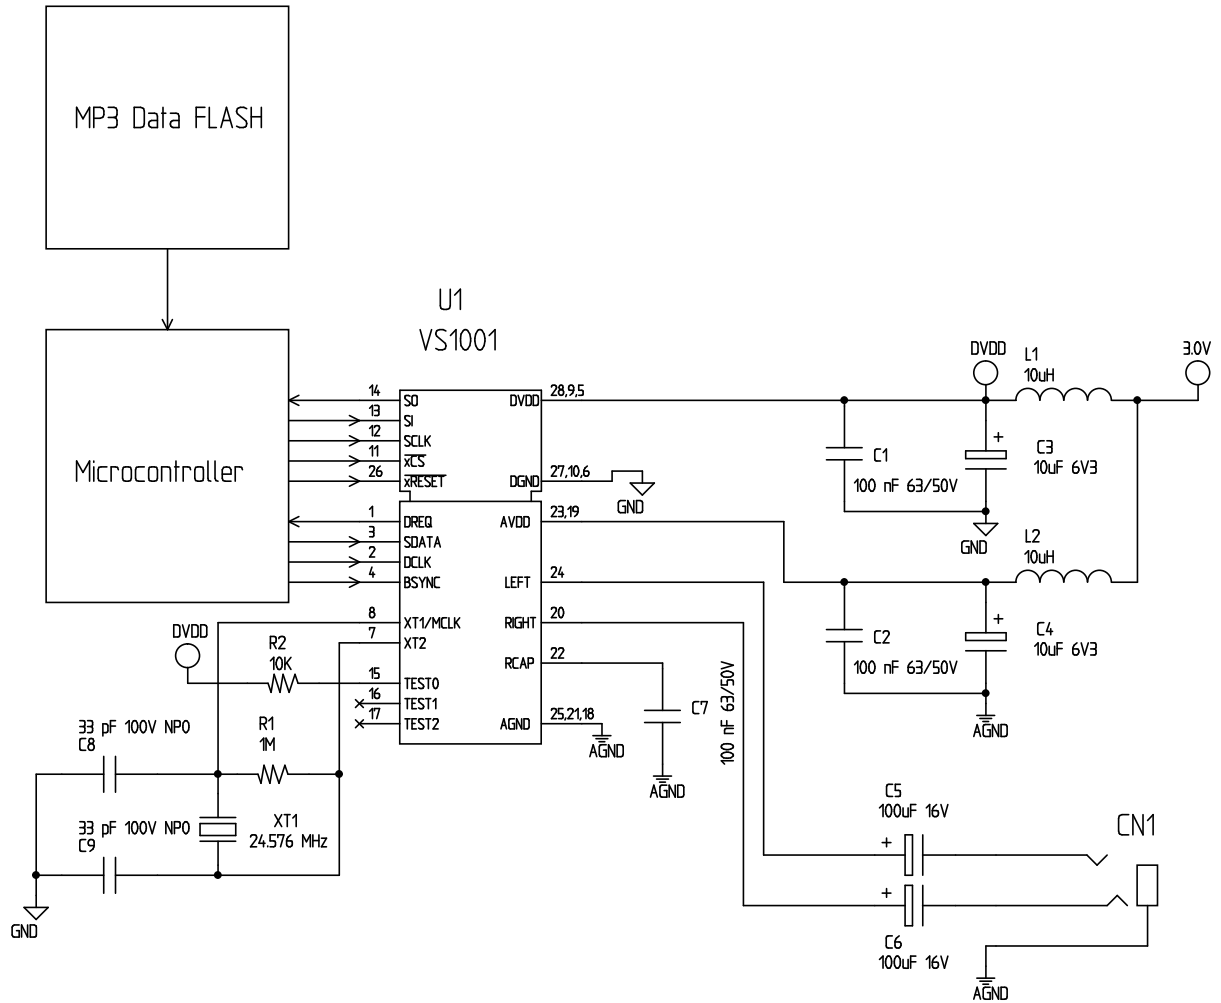 MP3 Data FLASH
U1
VS1001
Microcontroller
14
13
12
11
26
1
3
2
4
8
7
15
16
17
SO
SI
SCLK
xCS
xRESET
DREQ
SDATA
DCLK
BSYNC
XT1/MCLK
XT2
TEST0
TEST1
TEST2
DVDD
DGND
AVDD
LEFT
RIGHT
RCAP
AGND
28,9,5
27,10,6
23,19
24
20
22
25,21,18
GND
AGND
DVDD
L1
10uH
3.0V
C1
100 nF 63/50V
+
C3
10uF 6V3
GND
L2
10uH
C2
100 nF 63/50V
+
C4
10uF 6V3
AGND
C7
100 nF 63/50V
AGND
DVDD
R2
10K
33 pF 100V NPO
C8
R1
1M
33 pF 100V NPO
C9
XT1
24.576 MHz
GND
C5
100uF 16V
+
CN1
+
C6
100uF 16V
AGND